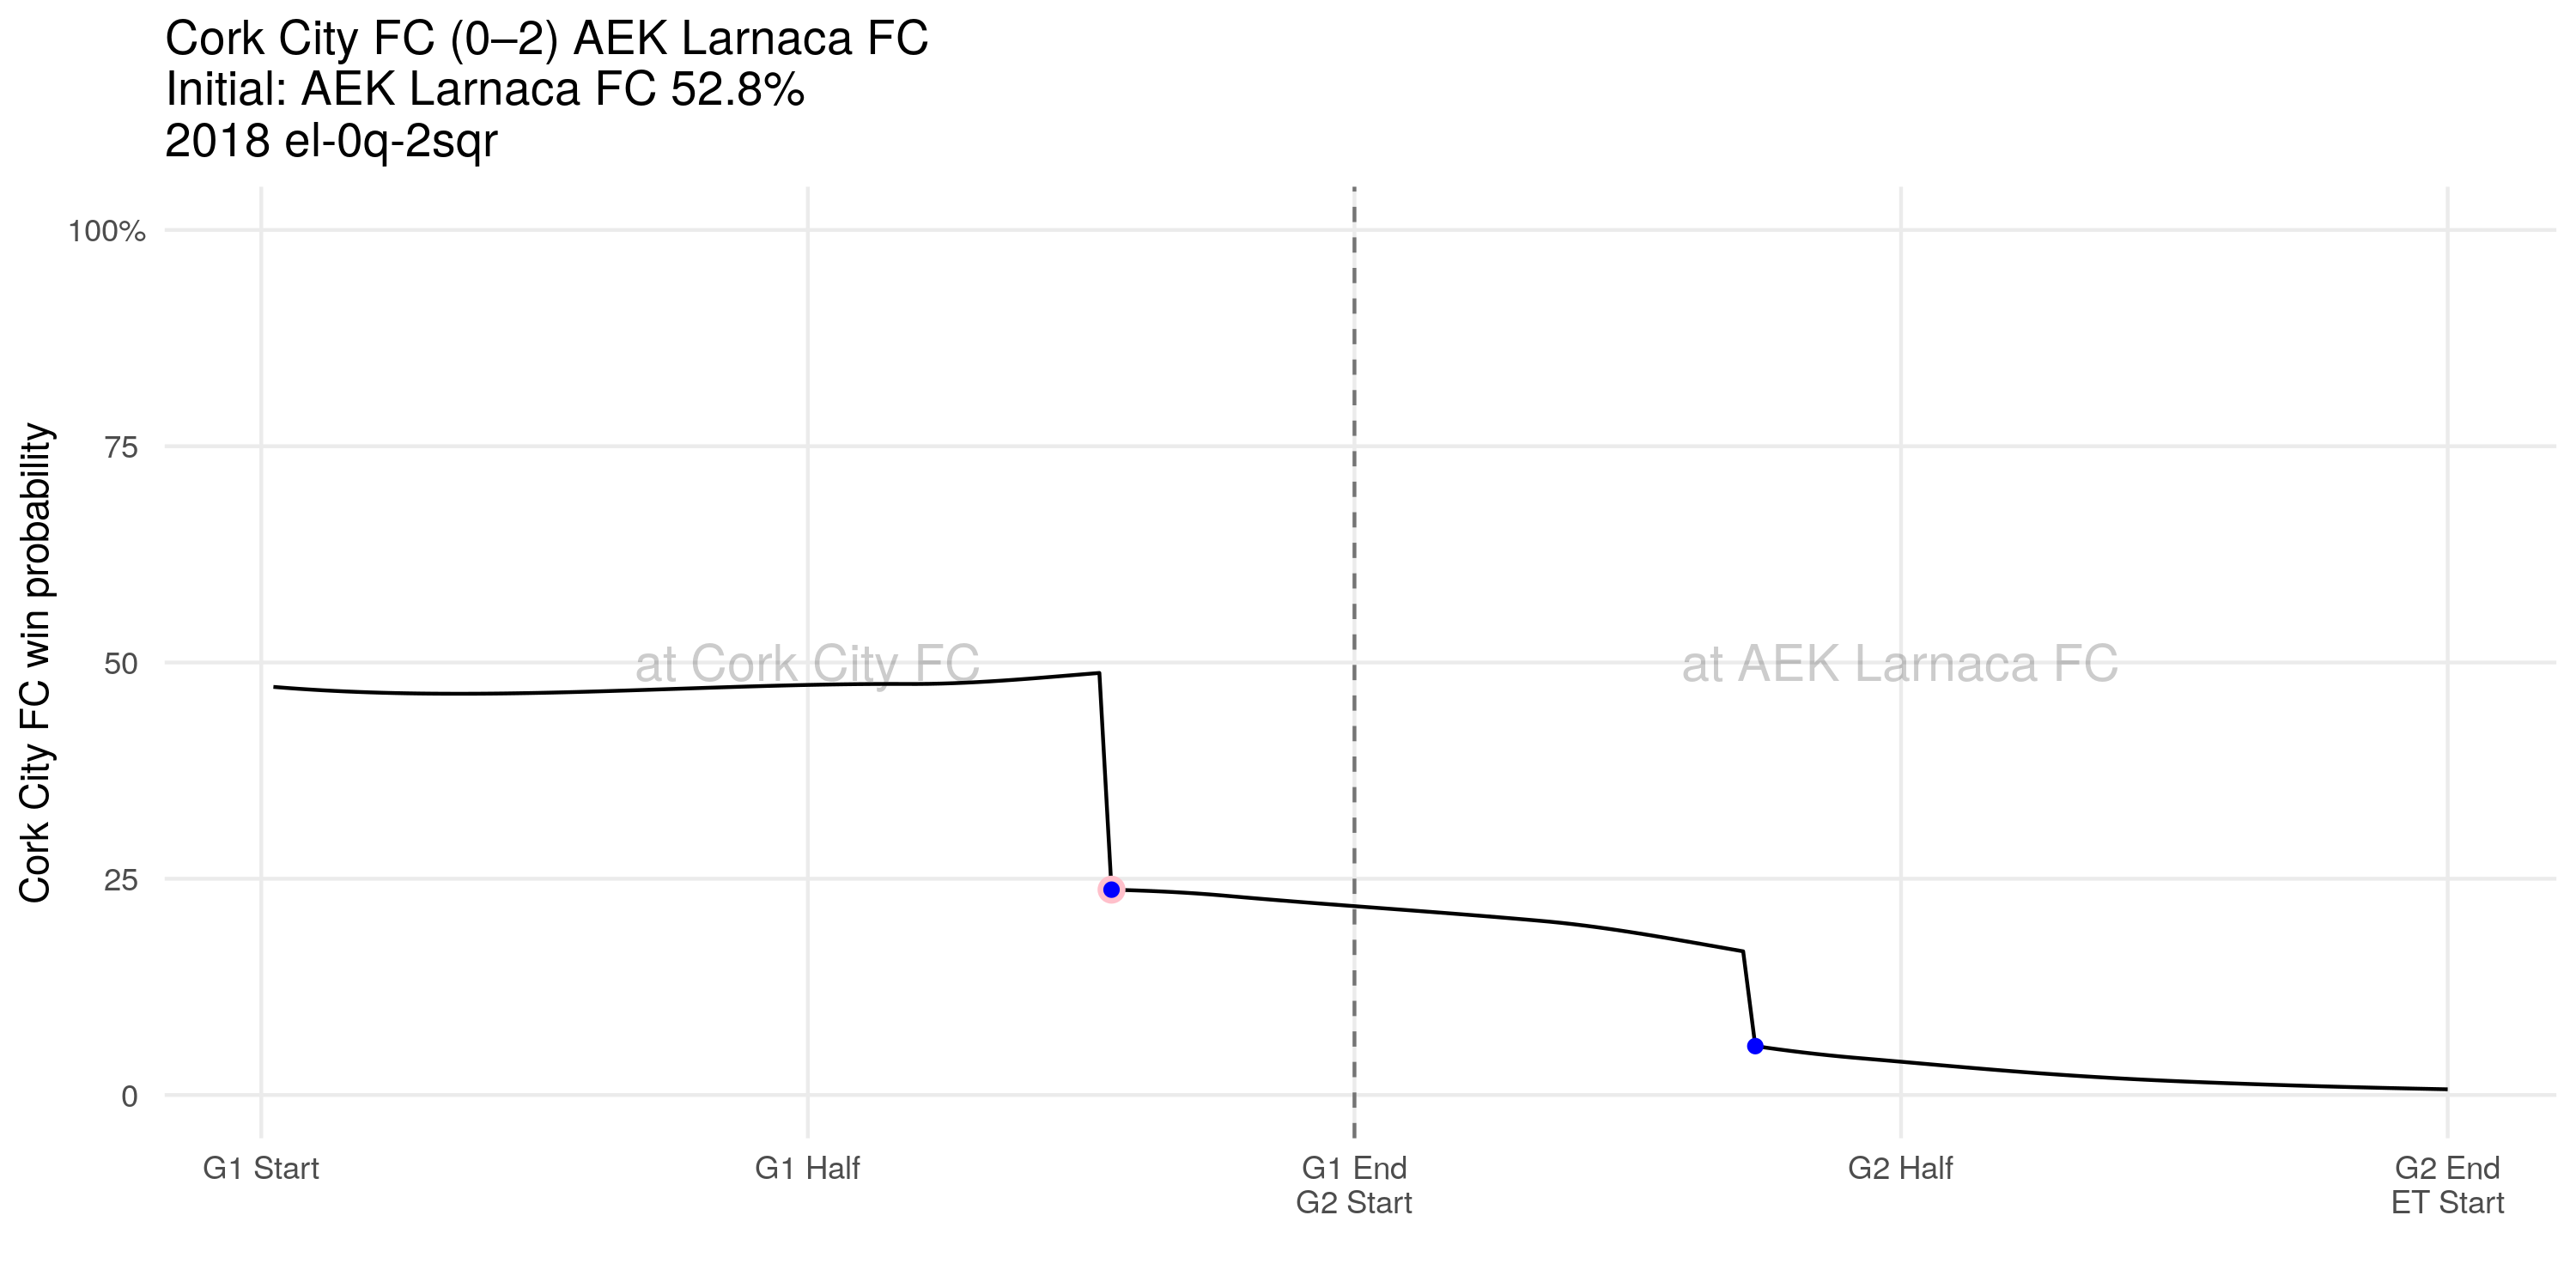 Cork City FC (0–2) AEK Larnaca FC
Initial: AEK Larnaca FC 52.8%
2018 el-0q-2sqr
Cork City FC win probability
100%
75
50
25
0
at Cork City FC
at AEK Larnaca FC
G1 Start
G1 Half
G1 End
G2 Start
G2 Half
G2 End
ET Start